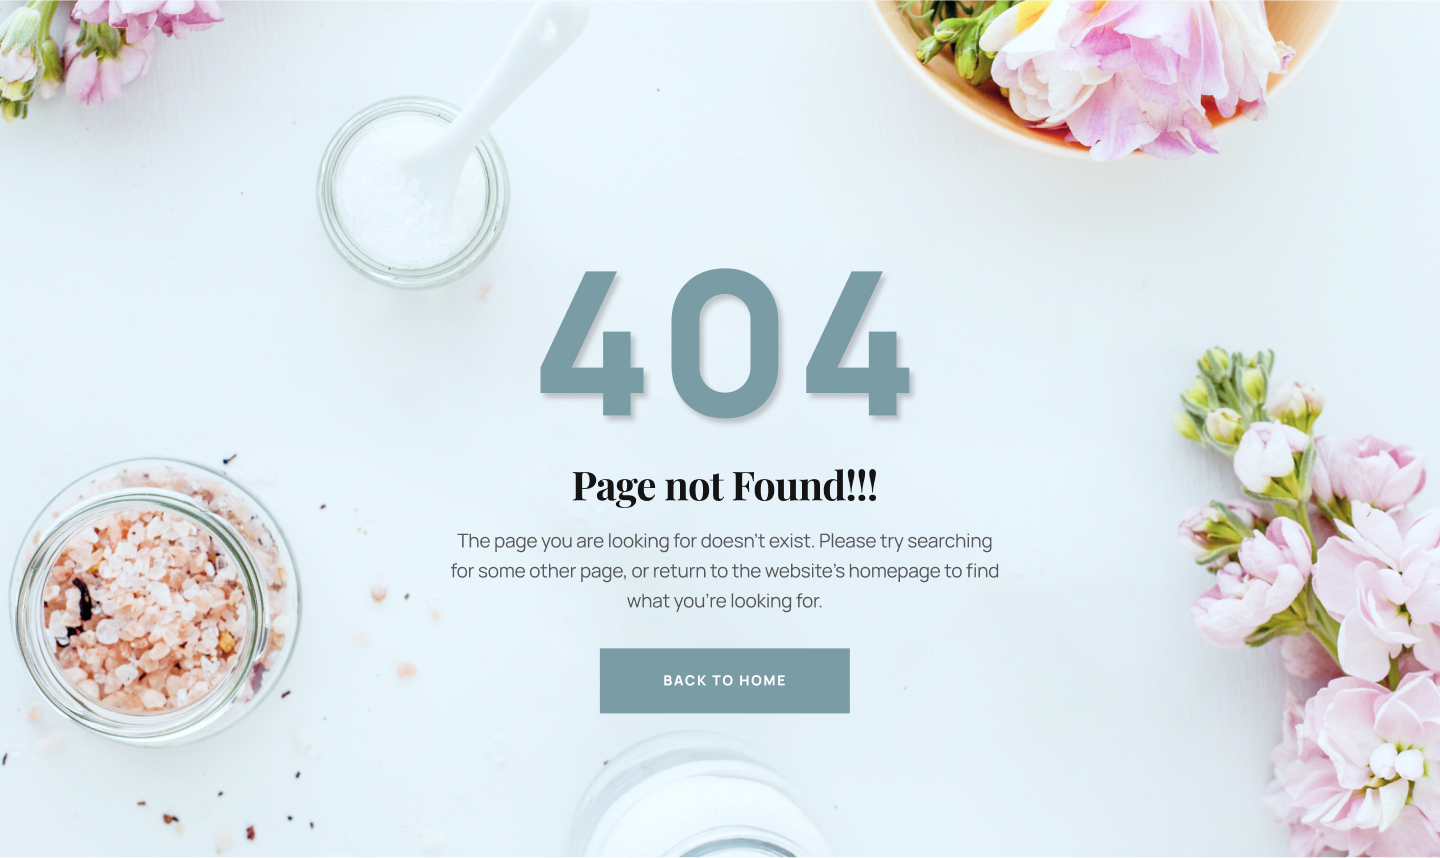 404
Page not Found!!!
The page you are looking for doesn't exist. Please try searching
for some other page, or return to the website's homepage to find
what you're looking for.
BACK TO HOME